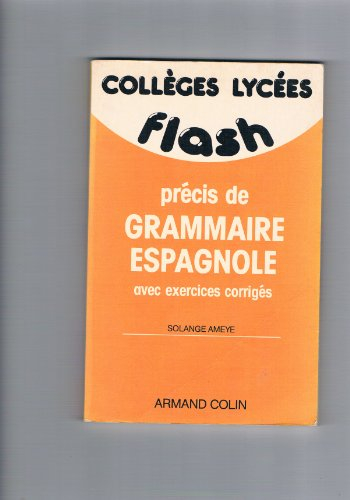 COLLÈGES LYCÉES
flash
précis de
GRAMMAIRE
ESPAGNOLE
avec exercices corrigés
SOLANGE AMEYE
ARMAND COLIN